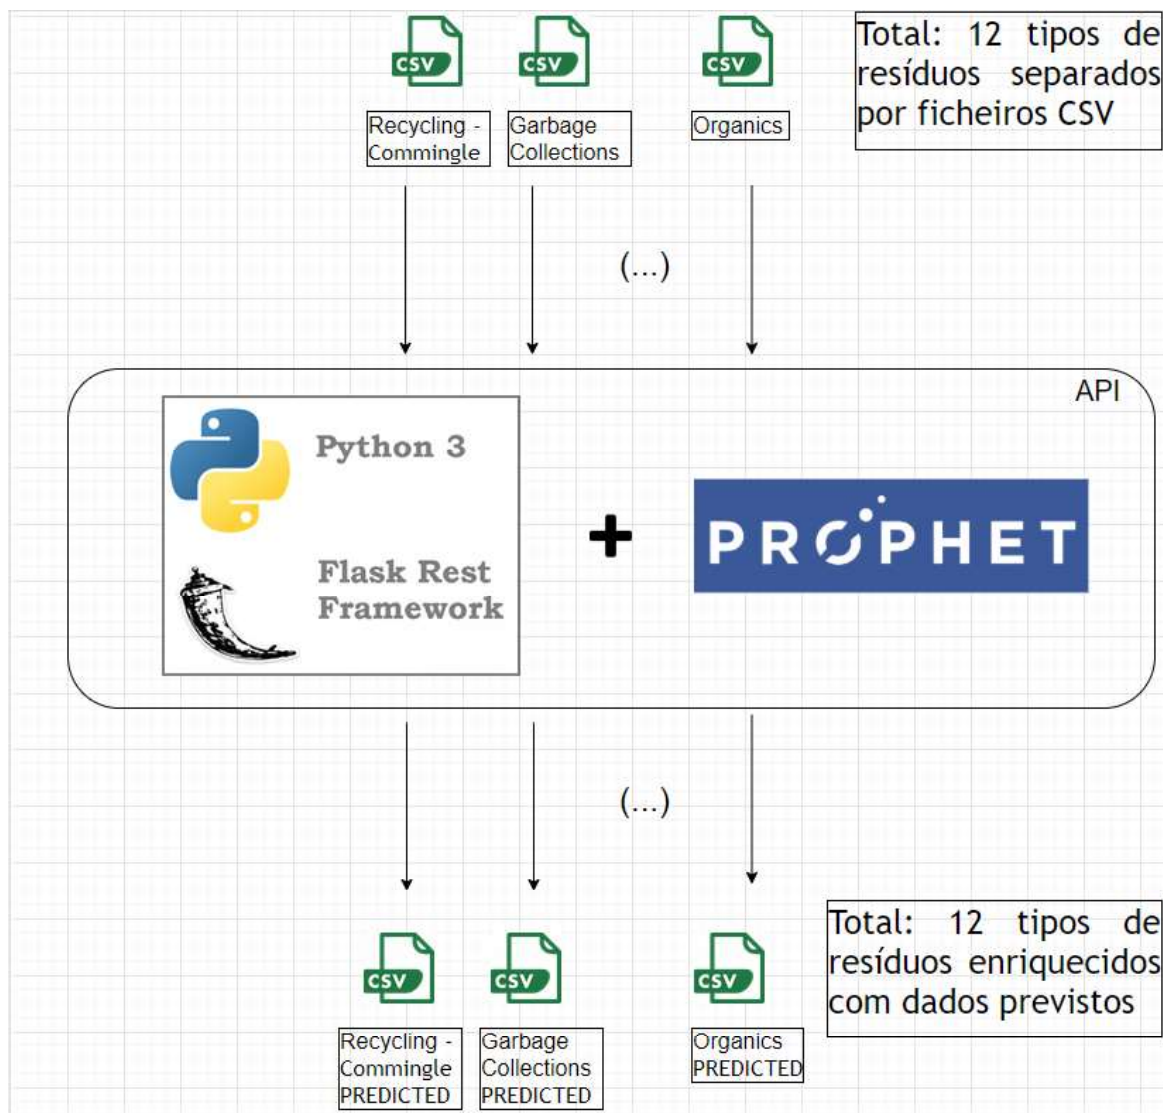 CSV
CSV
CSV
Recycling -
Commingle
Garbage
Collections
Organics
Total: 12 tipos de
resíduos separados
por ficheiros CSV
(...)
API
Python 3
Flask Rest
Framework
PROPHET
(...)
CSV
CSV
CSV
Recycling -
Commingle
PREDICTED
Garbage
Collections
PREDICTED
Organics
PREDICTED
Total: 12 tipos de
resíduos enriquecidos
com dados previstos